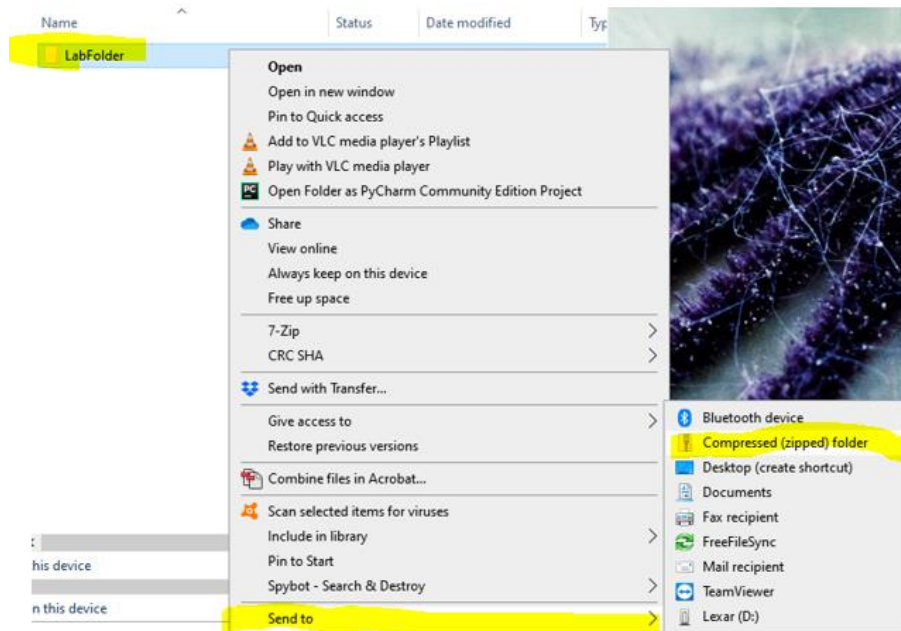 Name Status Date modified Typ
LabFolder
Open
Open in new window
Pin to Quick access
Add to VLC media player's Playlist
Play with VLC media player
PC Open Folder as PyCharm Community Edition Project
Share
View online
Always keep on this device
Free up space
7-Zip
CRC SHA
Send with Transfer...
Give access to
Restore previous versions
Combine files in Acrobat...
Scan selected items for viruses
Include in library
Pin to Start
Spybot - Search & Destroy
Send to
his device
n this device
Bluetooth device
Compressed (zipped) folder
Desktop (create shortcut)
Documents
Fax recipient
FreeFileSync
Mail recipient
TeamViewer
Lexar (D:)